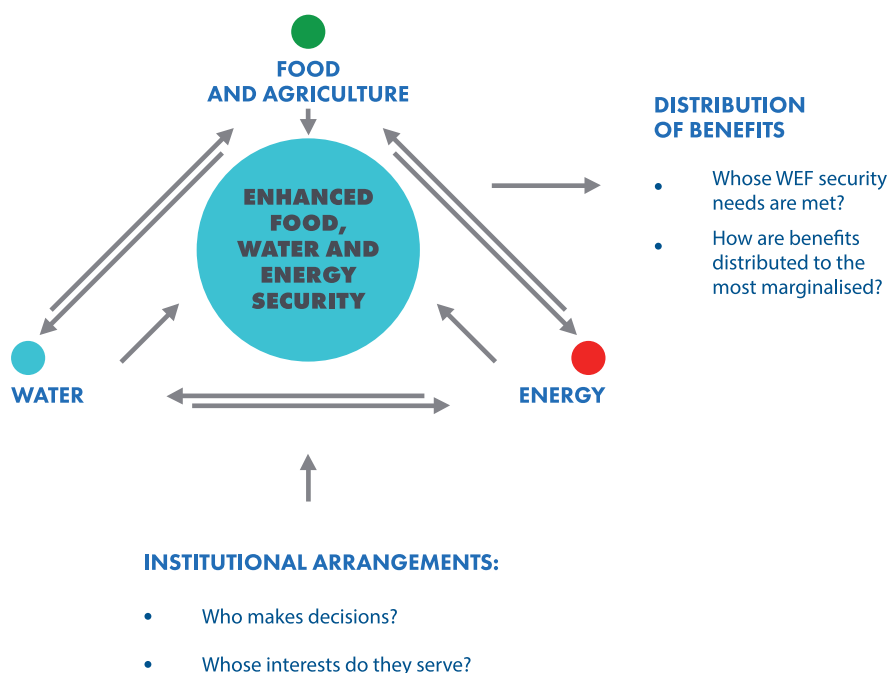 FOOD
AND AGRICULTURE
ENHANCED
FOOD,
WATER AND
ENERGY
SECURITY
WATER
ENERGY
DISTRIBUTION
OF BENEFITS
• Whose WEF security
needs are met?
• How are benefits
distributed to the
most marginalised?
INSTITUTIONAL ARRANGEMENTS:
• Who makes decisions?
• Whose interests do they serve?